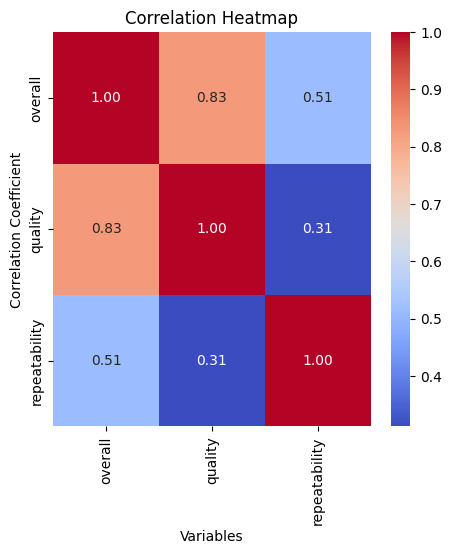 Correlation Heatmap
overall
quality
repeatability
Correlation Coefficient
1.00 0.83 0.51
0.83 1.00 0.31
0.51 0.31 1.00
1.0
0.9
0.8
0.7
0.6
0.5
0.4
overall
quality
repeatability
Variables